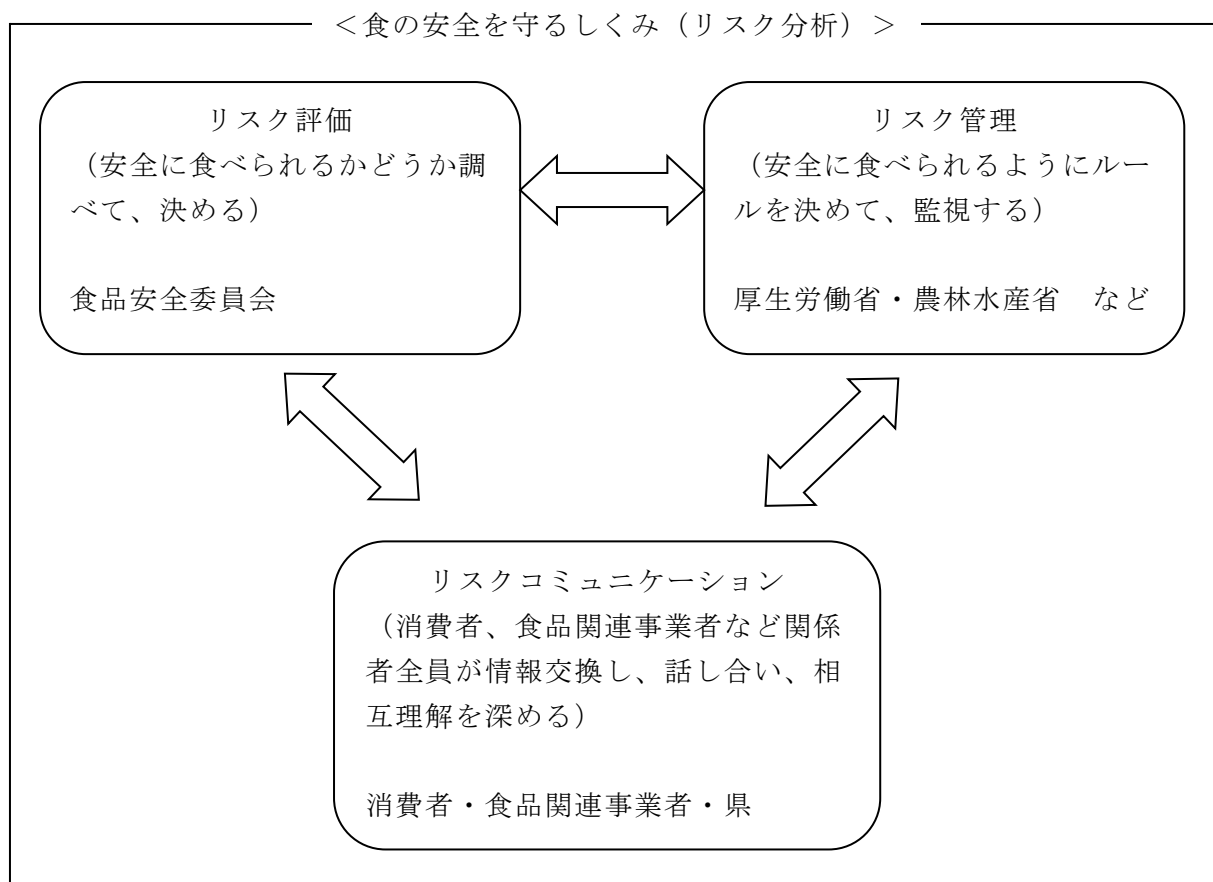 ＜食の安全を守るしくみ（リスク分析）＞
リスク評価
（安全に食べられるかどうか調
べて、決める）
食品安全委員会
リスク管理
（安全に食べられるようにルー
ルを決めて、監視する）
厚生労働省・農林水産省　など
リスクコミュニケーション
（消費者、食品関連事業者など関係
者全員が情報交換し、話し合い、相
互理解を深める）
消費者・食品関連事業者・県